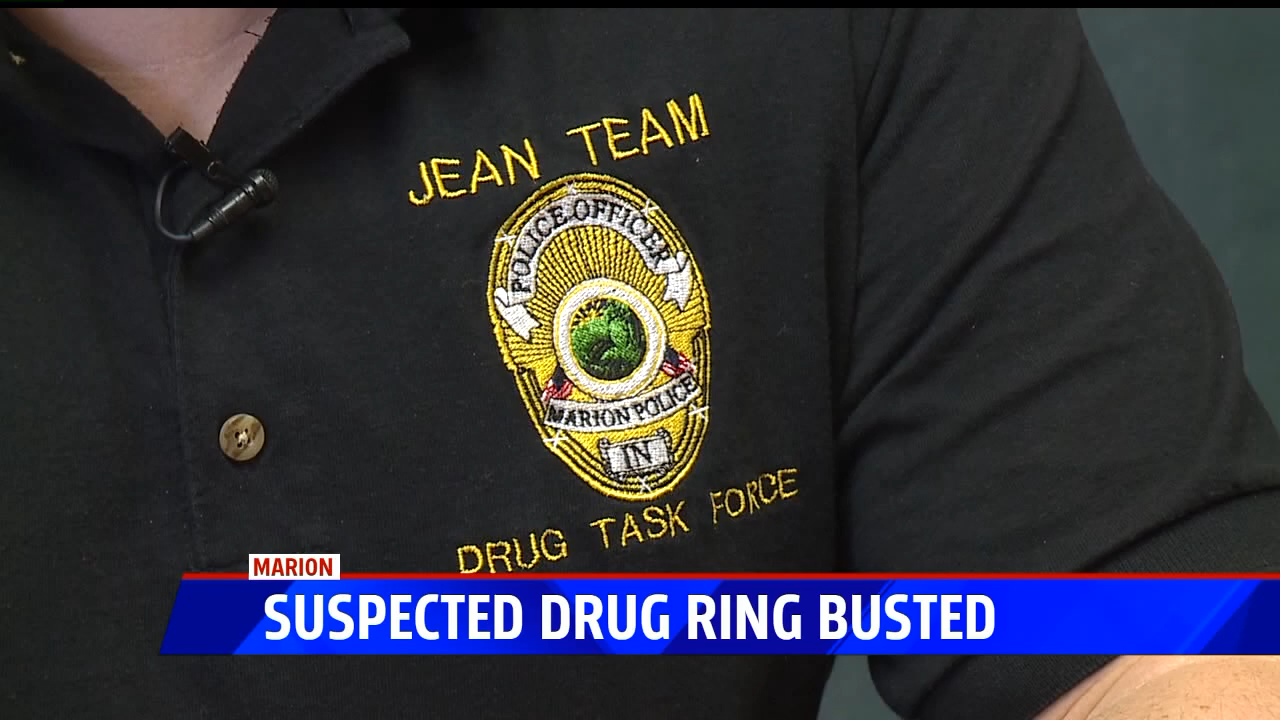 JEAN TEAM
POLICE OFFICER
MARION POLICE
IN
DRUG TASK FORCE
MARION
SUSPECTED DRUG RING BUSTED